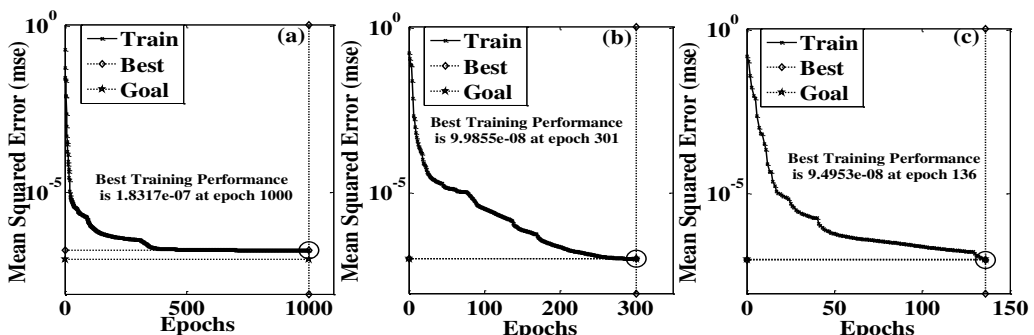 Mean Squared Error (mse)
10^0
10^-5
(a)
Train
Best
Goal
Best Training Performance
is 1.8317e-07 at epoch 1000
0
500
1000
Epochs
Mean Squared Error (mse)
10^0
10^-5
(b)
Train
Best
Goal
Best Training Performance
is 9.9855e-08 at epoch 301
0
100
200
300
Epochs
Mean Squared Error (mse)
10^0
10^-5
(c)
Train
Best
Goal
Best Training Performance
is 9.4953e-08 at epoch 136
0
50
100
150
Epochs